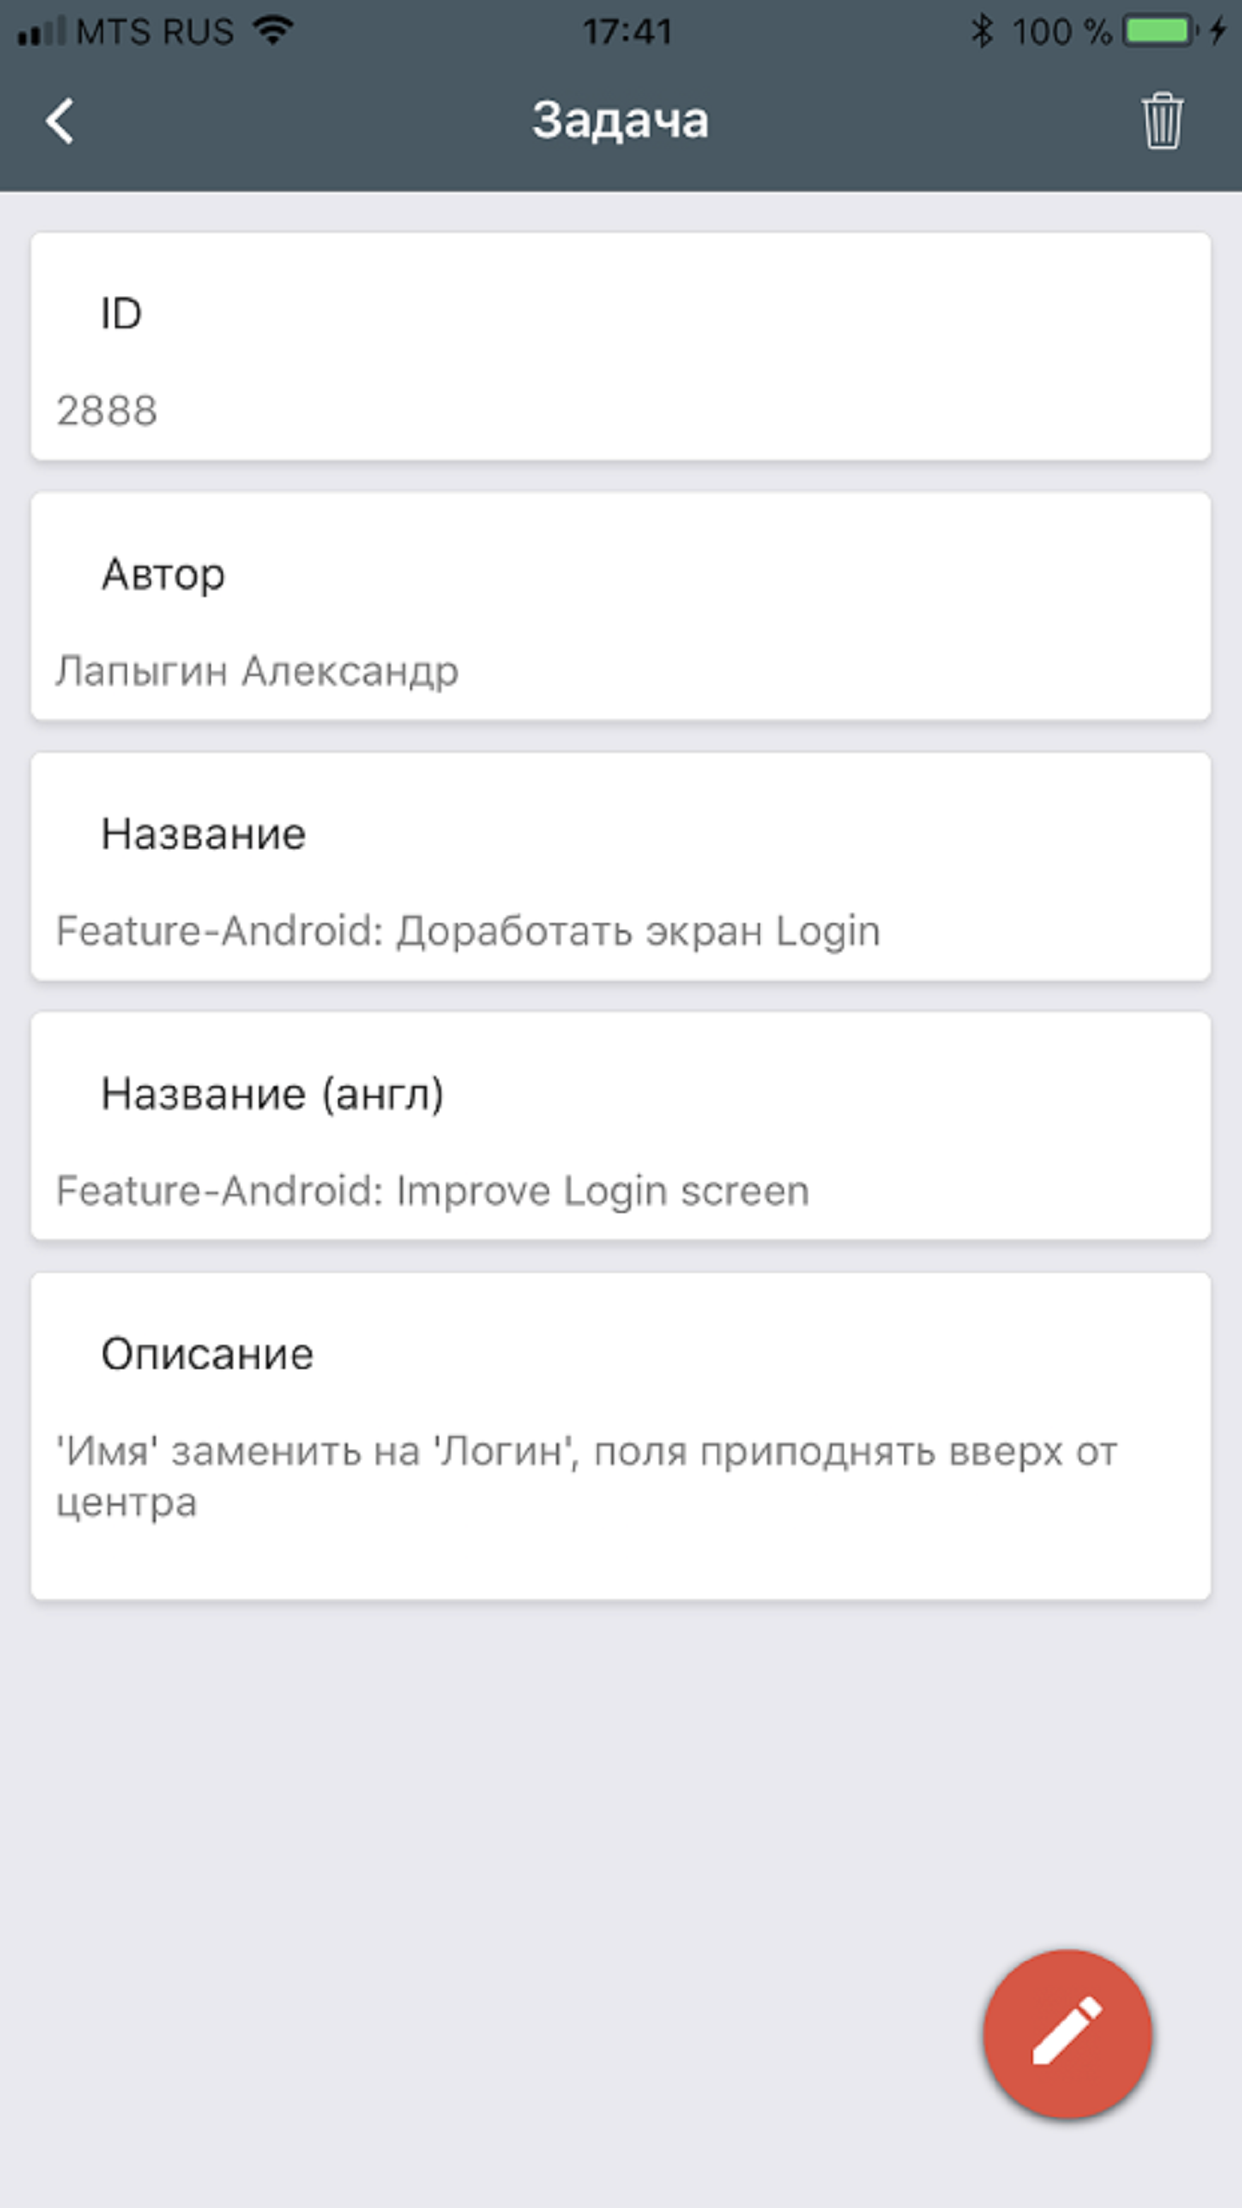 MTS RUS 17:41 100 %
Задача
ID
2888
Автор
Лапыгин Александр
Название
Feature-Android: Доработать экран Login
Название (англ)
Feature-Android: Improve Login screen
Описание
'Имя' заменить на 'Логин', поля приподнять вверх от
центра